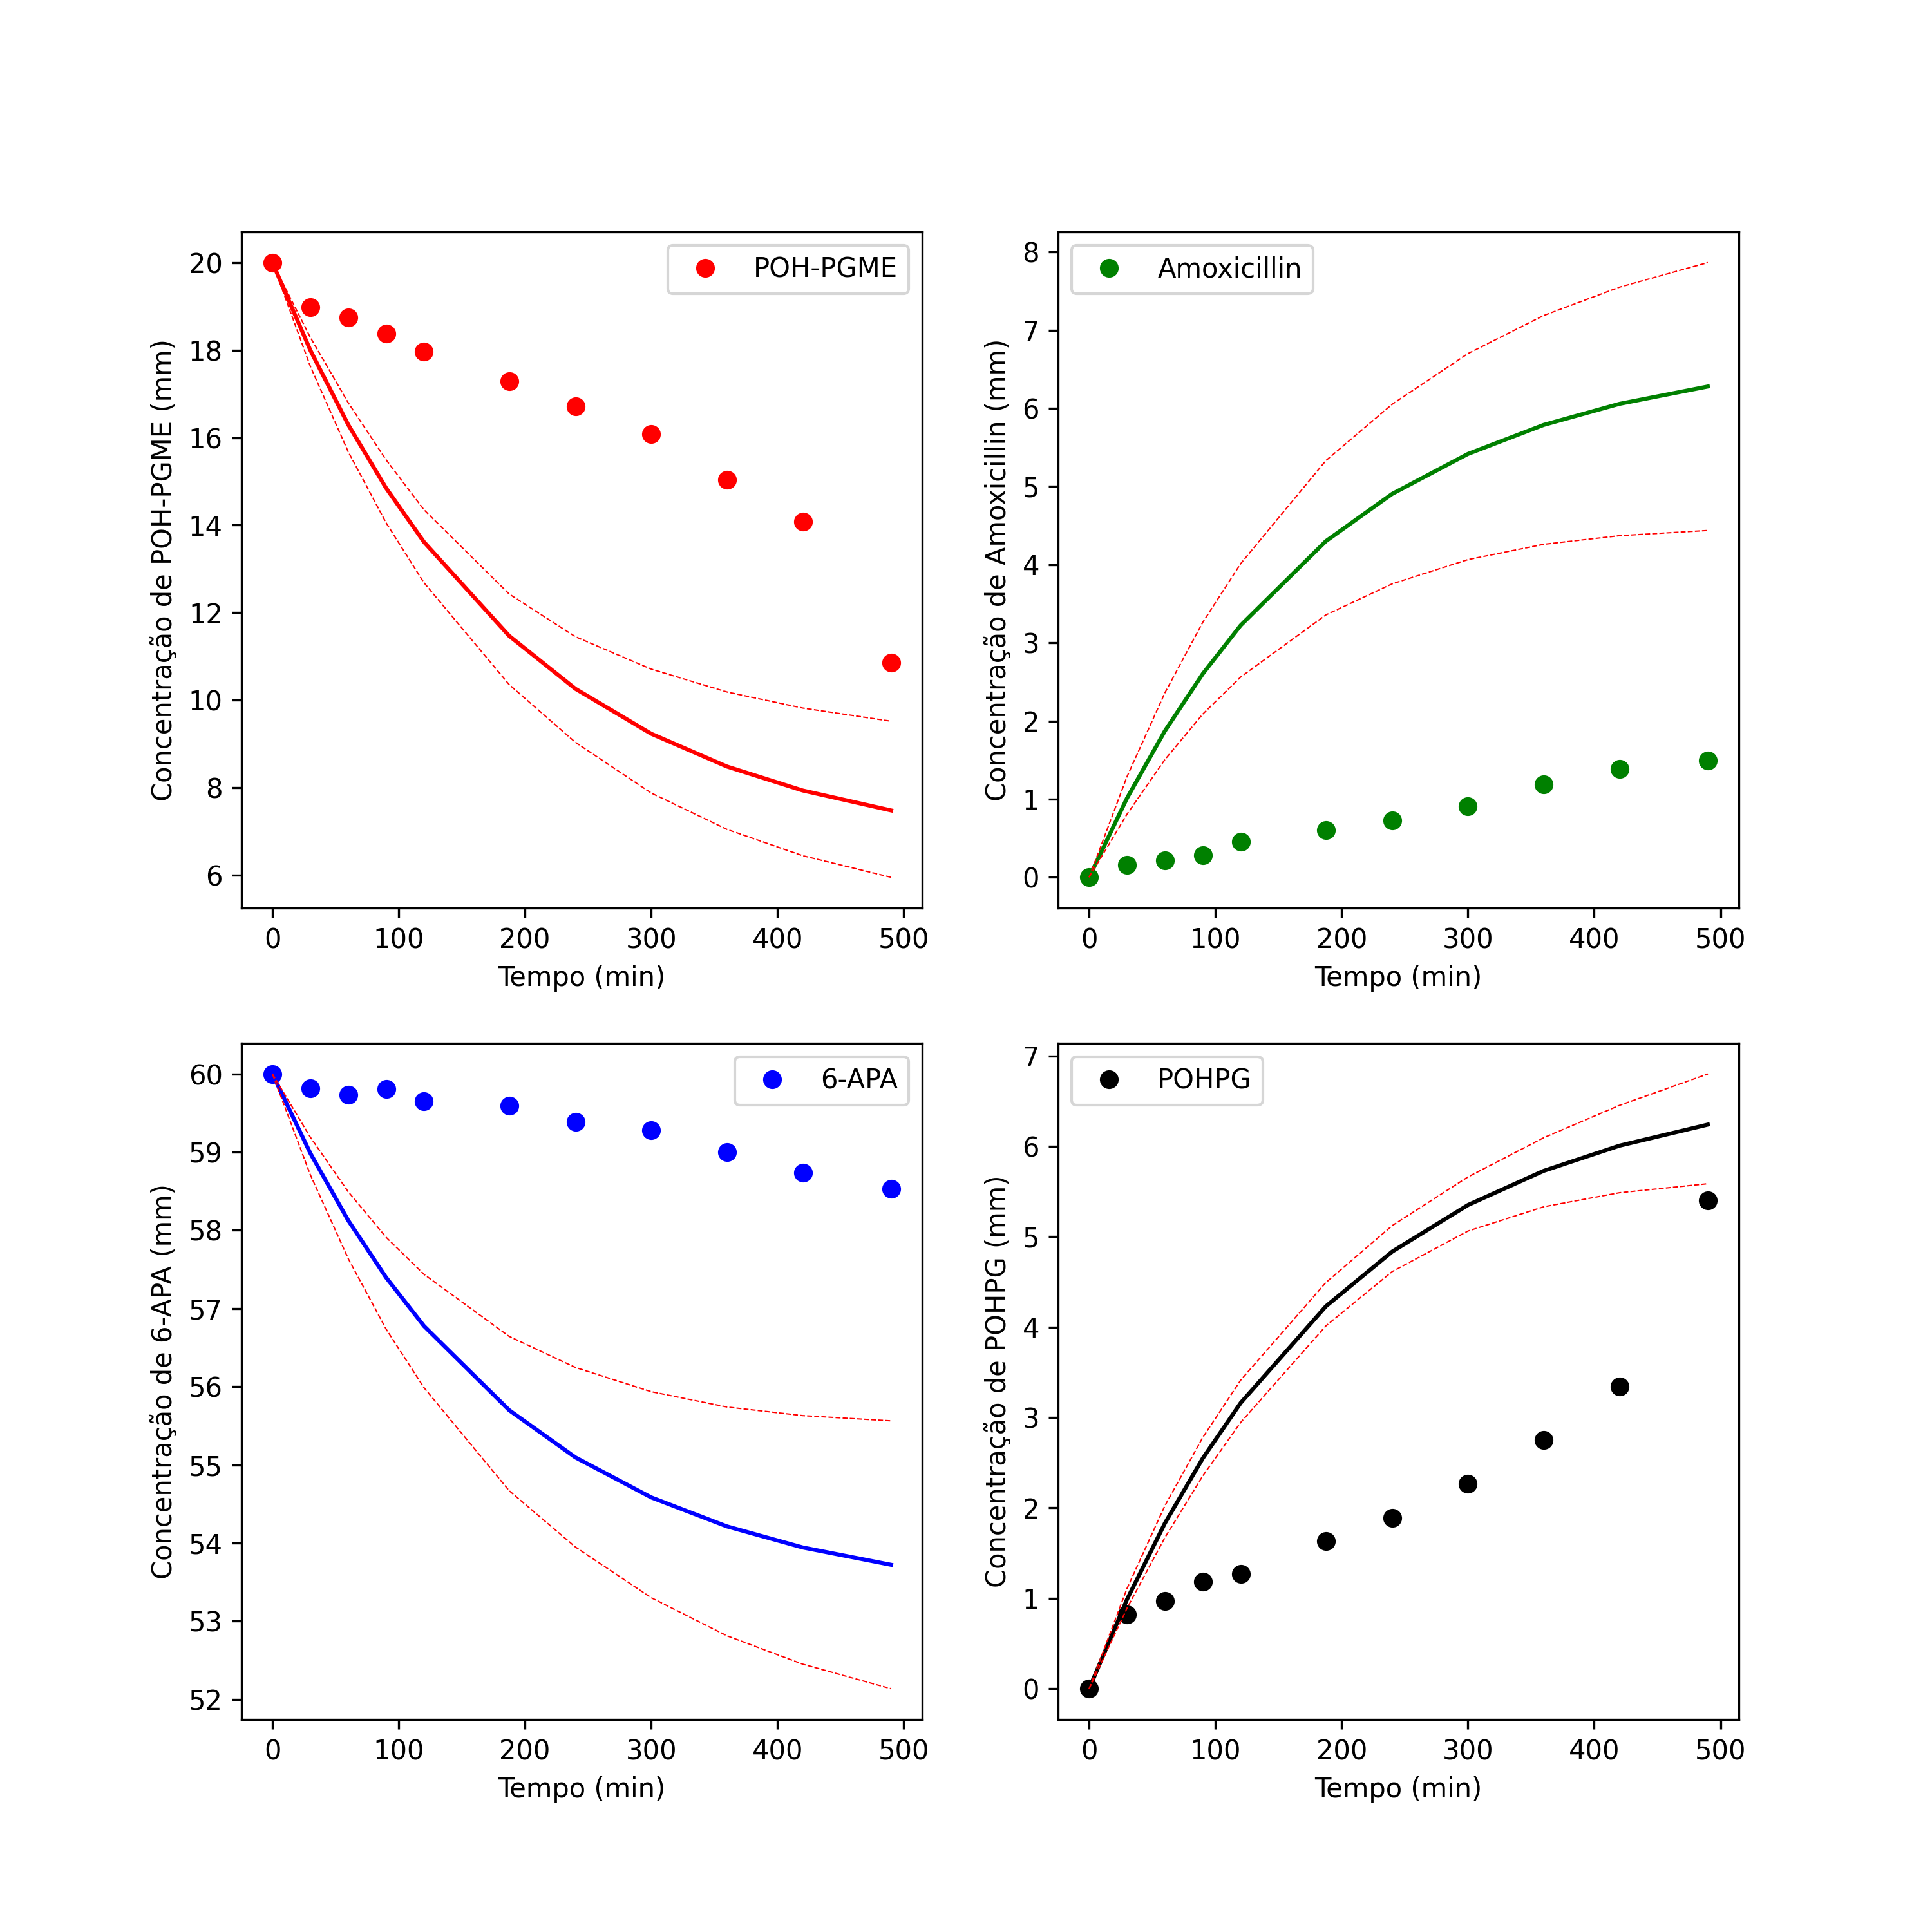 POH-PGME
20
18
16
14
12
10
8
6
Concentração de POH-PGME (mm)
0 100 200 300 400 500
Tempo (min)
Amoxicillin
8
7
6
5
4
3
2
1
0
Concentração de Amoxicillin (mm)
0 100 200 300 400 500
Tempo (min)
6-APA
60
59
58
57
56
55
54
53
52
Concentração de 6-APA (mm)
0 100 200 300 400 500
Tempo (min)
POHPG
7
6
5
4
3
2
1
0
Concentração de POHPG (mm)
0 100 200 300 400 500
Tempo (min)